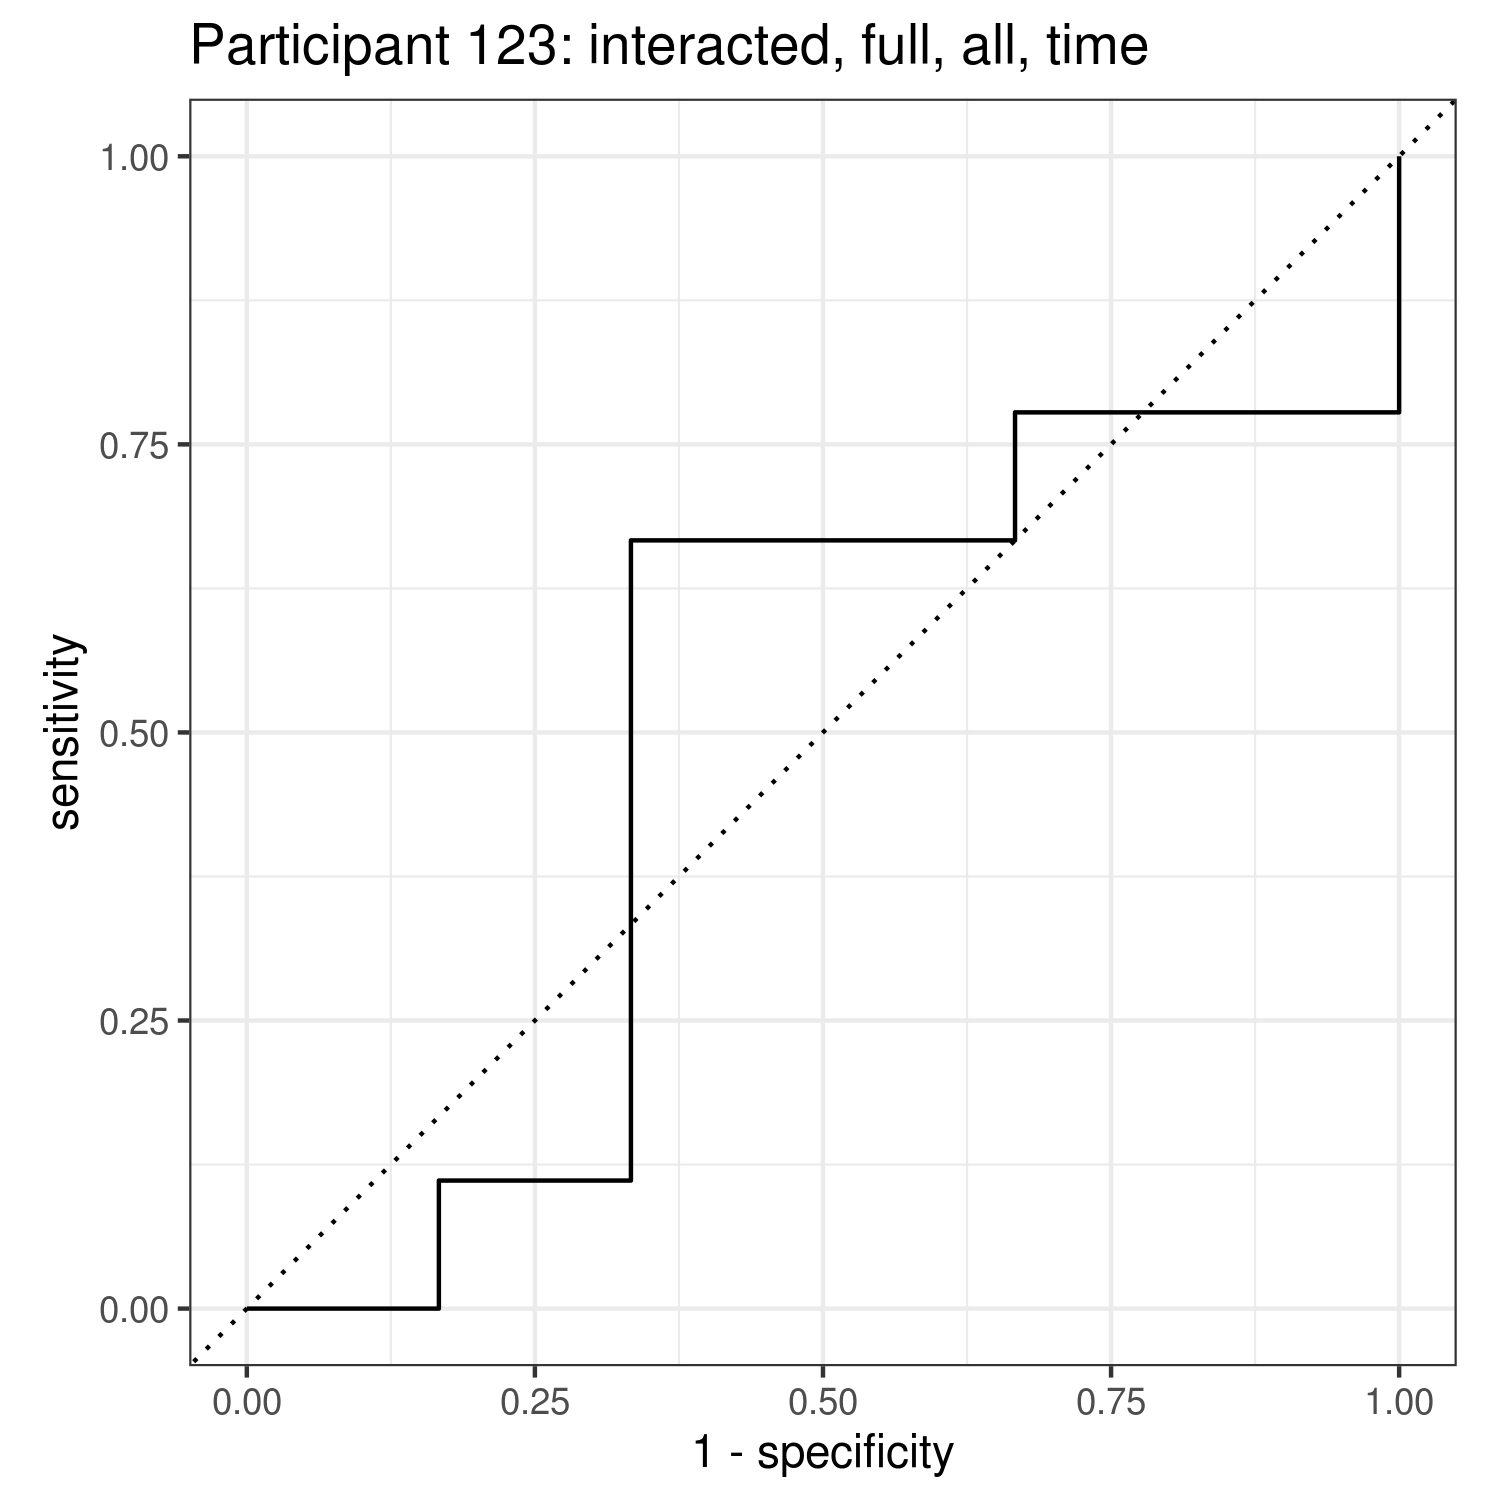 Participant 123: interacted, full, all, time
1.00
0.75
0.50
0.25
0.00
sensitivity
0.00 0.25 0.50 0.75 1.00
1 - specificity